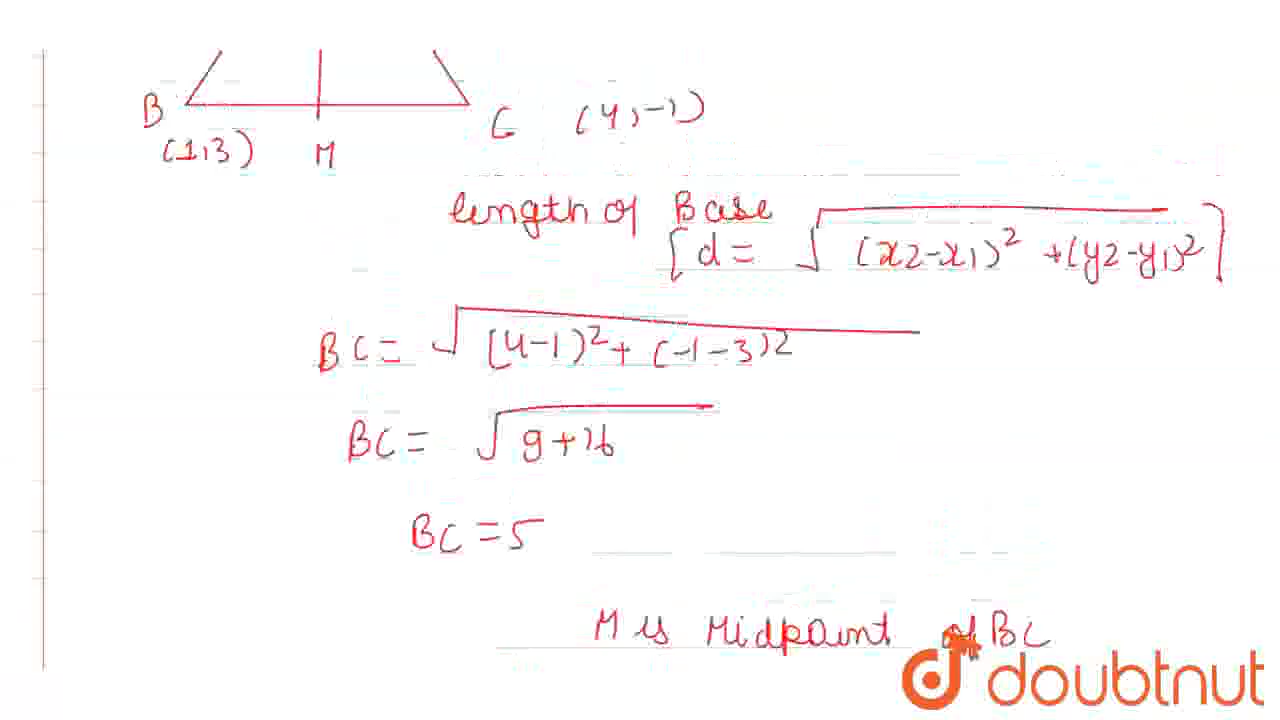 B
C (4,-1)
(1,3)
M
length of Base
[d = √(x2-x1)² + (y2-y1)²]
BC = √(4-1)² + (-1-3)²
BC = √9+16
BC = 5
M is Midpoint of BC
doubtnut